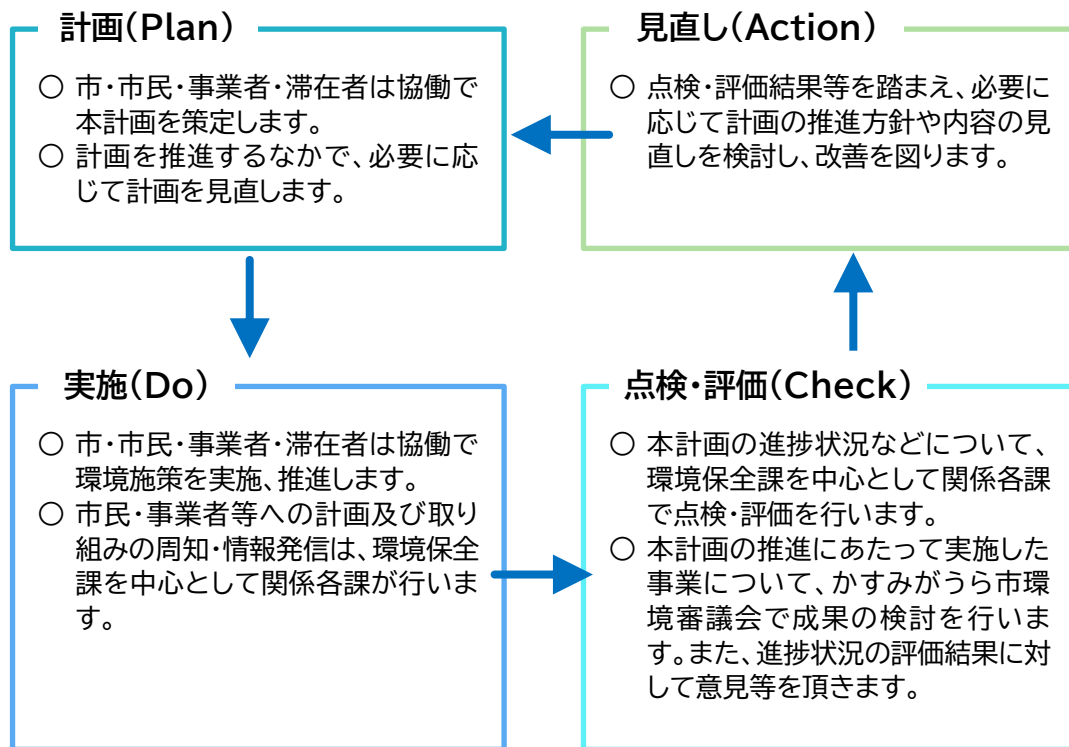 計画(Plan)
○ 市・市民・事業者・滞在者は協働で
本計画を策定します。
○ 計画を推進するなかで、必要に応
じて計画を見直します。
見直し(Action)
○ 点検・評価結果等を踏まえ、必要に
応じて計画の推進方針や内容の見
直しを検討し、改善を図ります。
実施(Do)
○ 市・市民・事業者・滞在者は協働で
環境施策を実施、推進します。
○ 市民・事業者等への計画及び取り
組みの周知・情報発信は、環境保全
課を中心として関係各課が行いま
す。
点検・評価(Check)
○ 本計画の進捗状況などについて、
環境保全課を中心として関係各課
で点検・評価を行います。
○ 本計画の推進にあたって実施した
事業について、かすみがうら市環
境審議会で成果の検討を行いま
す。また、進捗状況の評価結果に対
して意見等を頂きます。